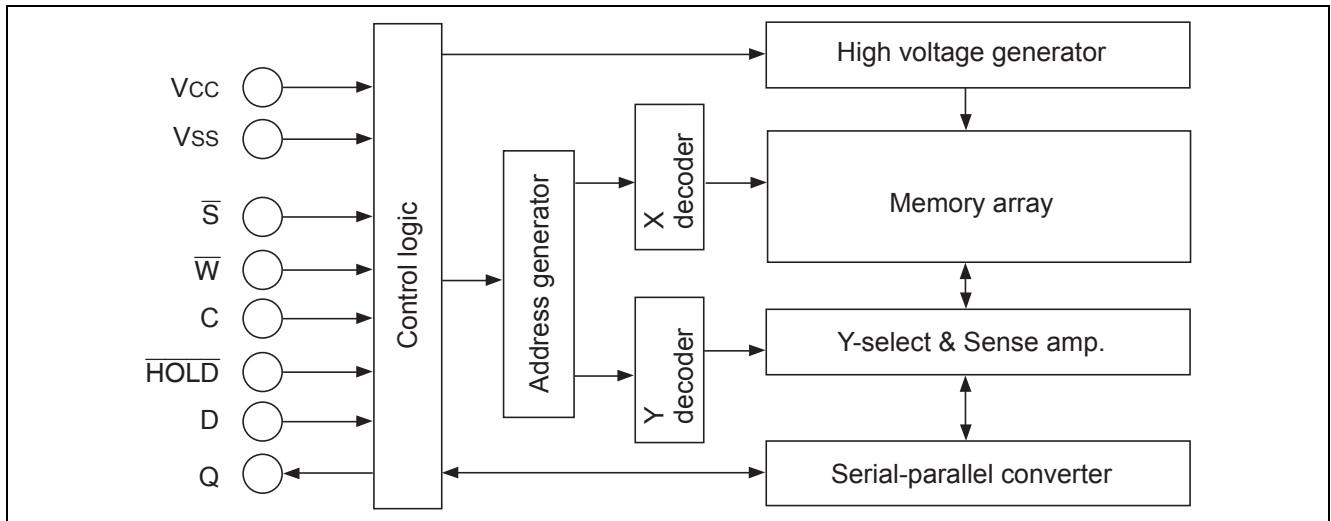 VCC
VSS
S̅
W̅
C
H̅O̅L̅D̅
D
Q
Control logic
Address generator
X
decoder
Y
decoder
High voltage generator
Memory array
Y-select & Sense amp.
Serial-parallel converter